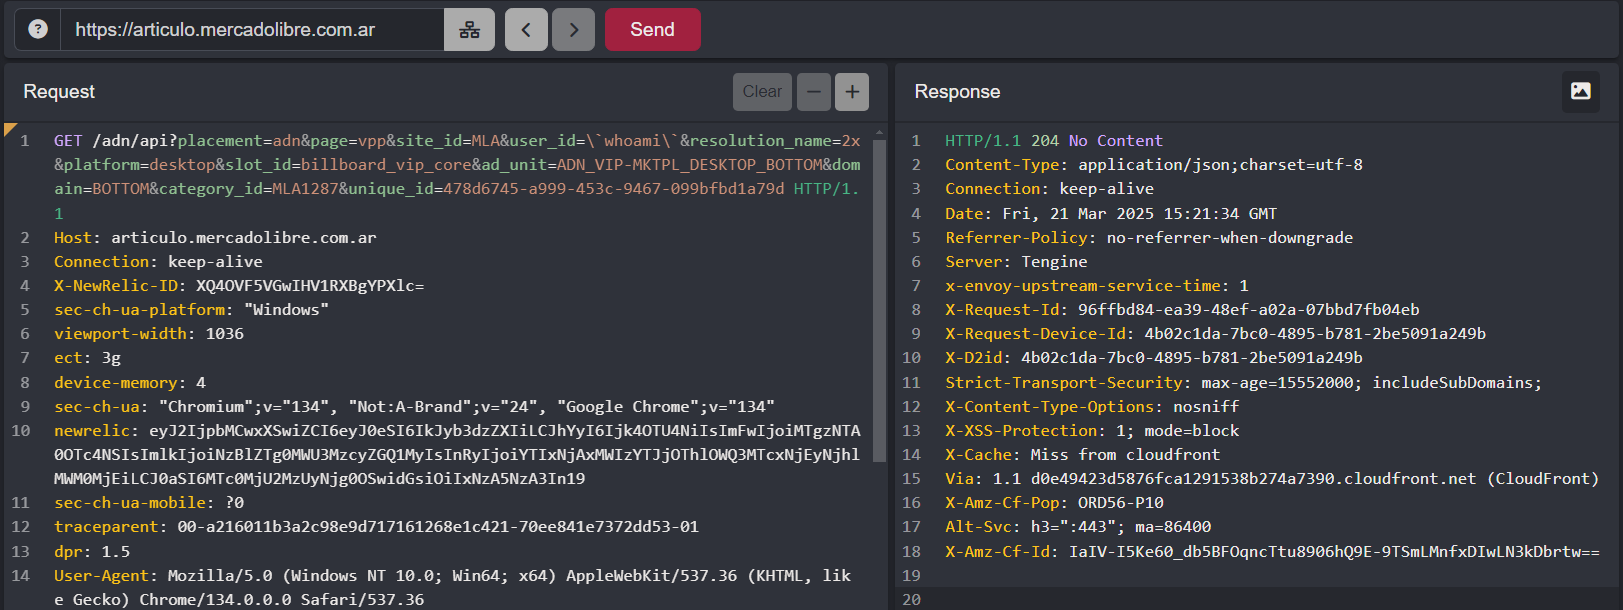 https://articulo.mercadolibre.com.ar
Send
Request
Clear
1 GET /adn/api?placement=adn&page=vpp&site_id=MLA&user_id=\`whoami\`&resolution_name=2x
&platform=desktop&slot_id=billboard_vip_core&ad_unit=ADN_VIP-MKTPL_DESKTOP_BOTTOM&dom
ain=BOTTOM&category_id=MLA1287&unique_id=478d6745-a999-453c-9467-099bfbd1a79d HTTP/1.
1
2 Host: articulo.mercadolibre.com.ar
3 Connection: keep-alive
4 X-NewRelic-ID: XQ4OVF5VGwIHV1RXBgYPXlc=
5 sec-ch-ua-platform: "Windows"
6 viewport-width: 1036
7 ect: 3g
8 device-memory: 4
9 sec-ch-ua: "Chromium";v="134", "Not:A-Brand";v="24", "Google Chrome";v="134"
10 newrelic: eyJ2IjpbMCwxXSwiZCI6eyJ0eSI6IkJyb3dzZXIiLCJhYyI6Ijk4OTU4NiIsImFwIjoiMTgzNTA
0OTc4NSIsImlkIjoiNzBlZTg0MWU3MzcyZGQ1MyIsInRyIjoiYTIxNjAxMWIzYTJjOThlOWQ3MTcxNjEyNjhl
MWM0MjEiLCJ0aSI6MTc0MjU2MzUyNjg0OSwidGsiOiIxNzA5NzA3In19
11 sec-ch-ua-mobile: ?0
12 traceparent: 00-a216011b3a2c98e9d717161268e1c421-70ee841e7372dd53-01
13 dpr: 1.5
14 User-Agent: Mozilla/5.0 (Windows NT 10.0; Win64; x64) AppleWebKit/537.36 (KHTML, lik
e Gecko) Chrome/134.0.0.0 Safari/537.36
Response
1 HTTP/1.1 204 No Content
2 Content-Type: application/json;charset=utf-8
3 Connection: keep-alive
4 Date: Fri, 21 Mar 2025 15:21:34 GMT
5 Referrer-Policy: no-referrer-when-downgrade
6 Server: Tengine
7 x-envoy-upstream-service-time: 1
8 X-Request-Id: 96ffbd84-ea39-48ef-a02a-07bbd7fb04eb
9 X-Request-Device-Id: 4b02c1da-7bc0-4895-b781-2be5091a249b
10 X-D2id: 4b02c1da-7bc0-4895-b781-2be5091a249b
11 Strict-Transport-Security: max-age=15552000; includeSubDomains;
12 X-Content-Type-Options: nosniff
13 X-XSS-Protection: 1; mode=block
14 X-Cache: Miss from cloudfront
15 Via: 1.1 d0e49423d5876fca1291538b274a7390.cloudfront.net (CloudFront)
16 X-Amz-Cf-Pop: ORD56-P10
17 Alt-Svc: h3=":443"; ma=86400
18 X-Amz-Cf-Id: IaIV-I5Ke60_db5BFOqncTtu8906hQ9E-9TSmLMnfxDIwLN3kDbrtw==
19
20